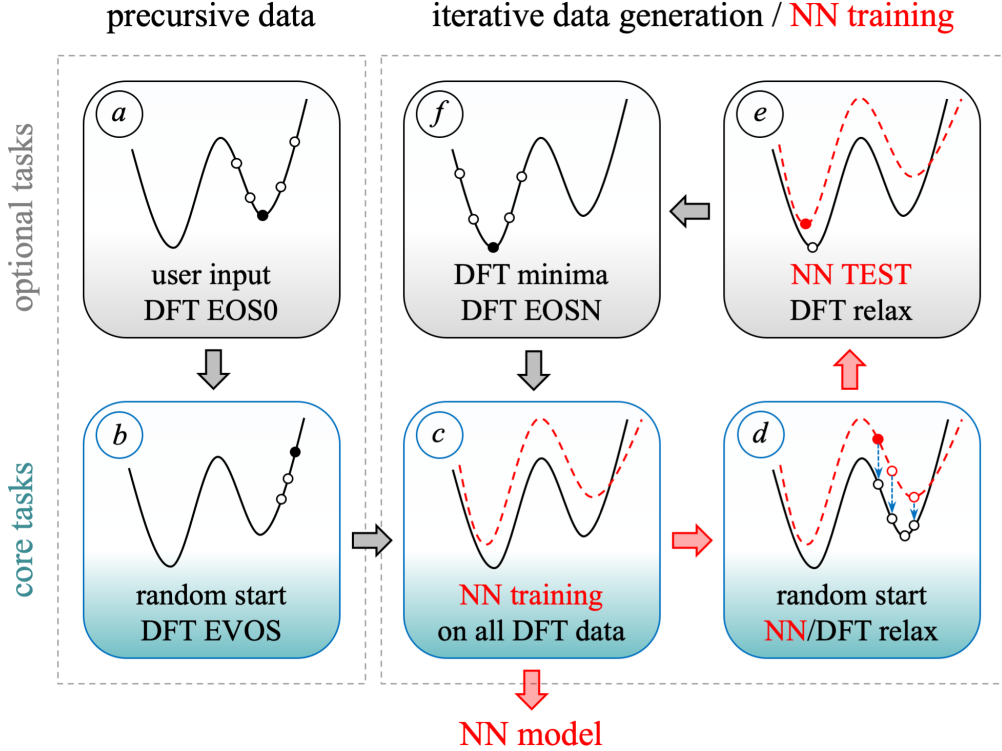 precursive data
iterative data generation / NN training
optional tasks
core tasks
a
user input
DFT EOS0
f
DFT minima
DFT EOSN
e
NN TEST
DFT relax
b
random start
DFT EVOS
c
NN training
on all DFT data
d
random start
NN/DFT relax
NN model